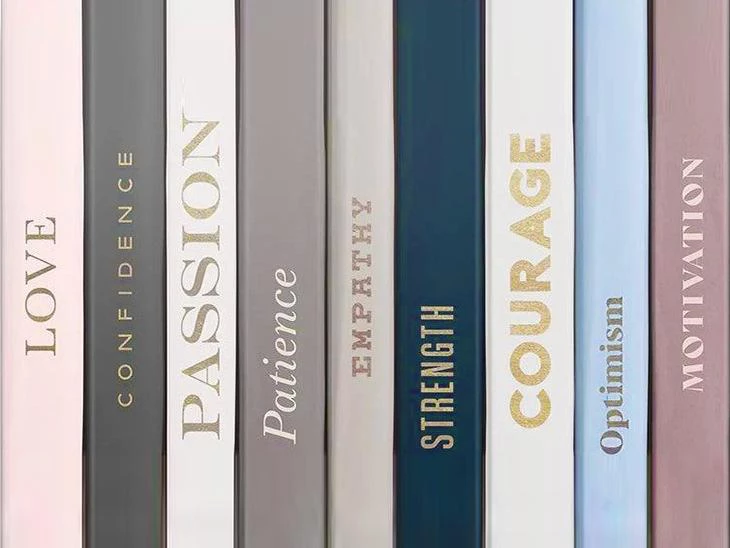 LOVE
CONFIDENCE
PASSION
Patience
EMPATHY
STRENGTH
COURAGE
Optimism
MOTIVATION